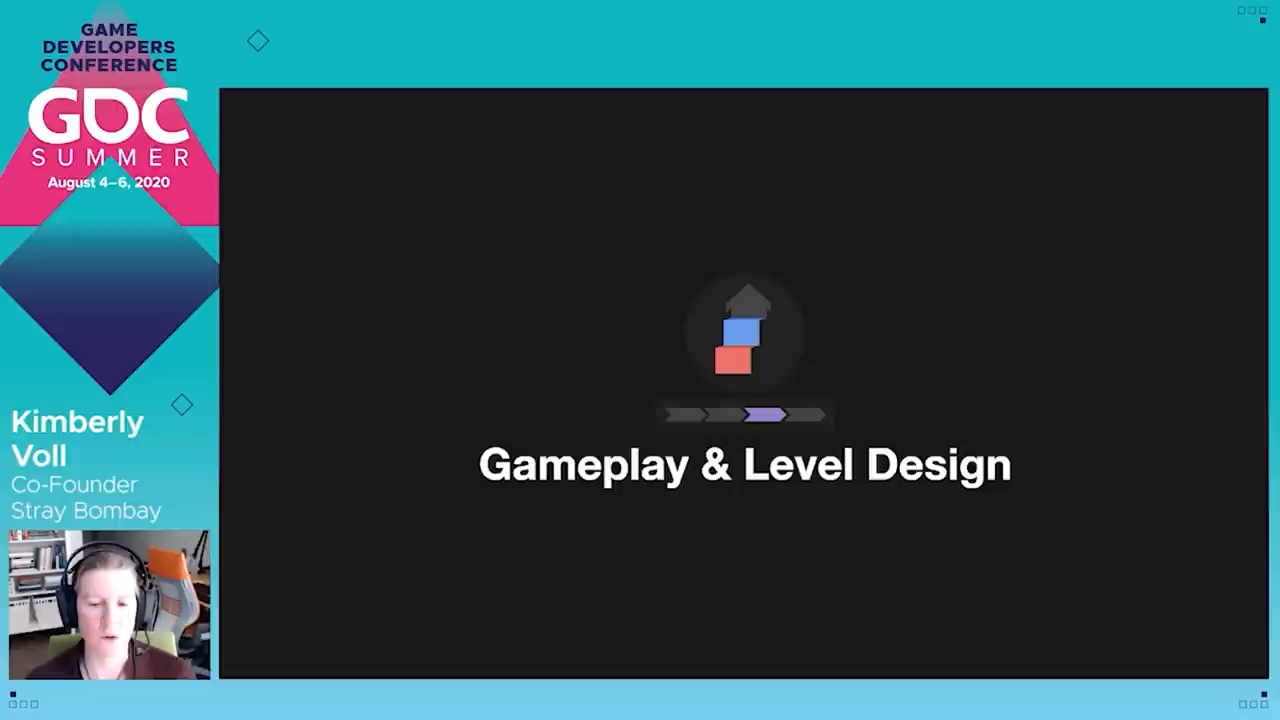 GAME
DEVELOPERS
CONFERENCE
GDC
SUMMER
August 4–6, 2020
Kimberly
Voll
Co-Founder
Stray Bombay
Gameplay & Level Design